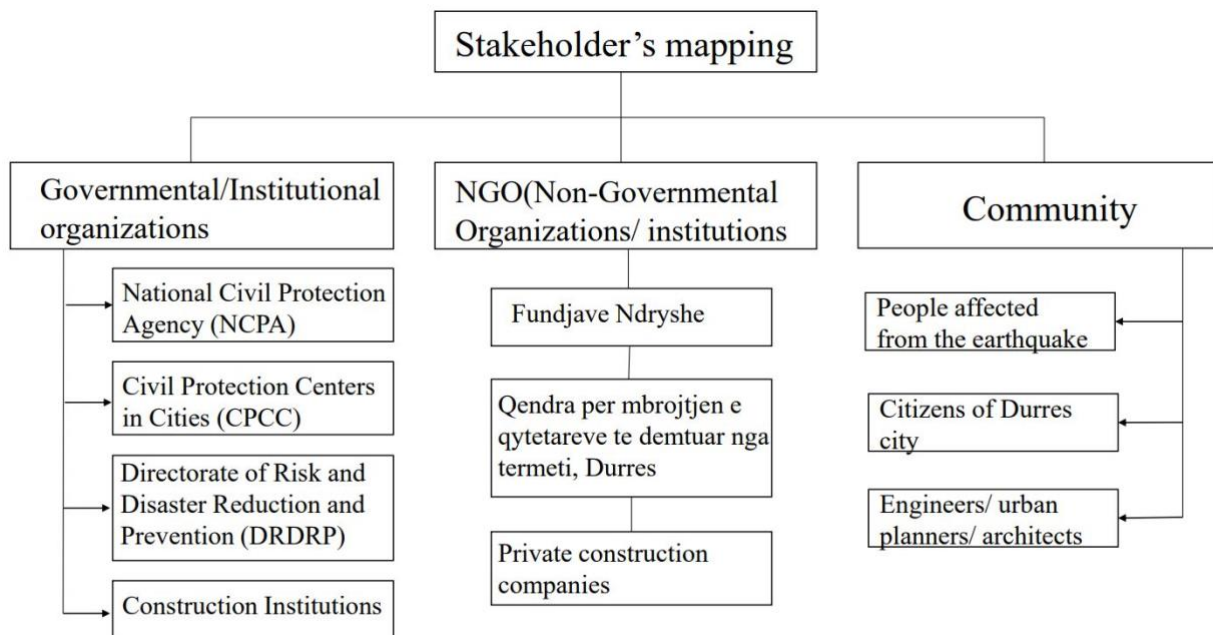 Stakeholder’s mapping
Governmental/Institutional
organizations
National Civil Protection
Agency (NCPA)
Civil Protection Centers
in Cities (CPCC)
Directorate of Risk and
Disaster Reduction and
Prevention (DRDRP)
Construction Institutions
NGO(Non-Governmental
Organizations/ institutions
Fundjave Ndryshe
Qendra per mbrojtjen e
qytetareve te demtuar nga
termeti, Durres
Private construction
companies
Community
People affected
from the earthquake
Citizens of Durres
city
Engineers/ urban
planners/ architects